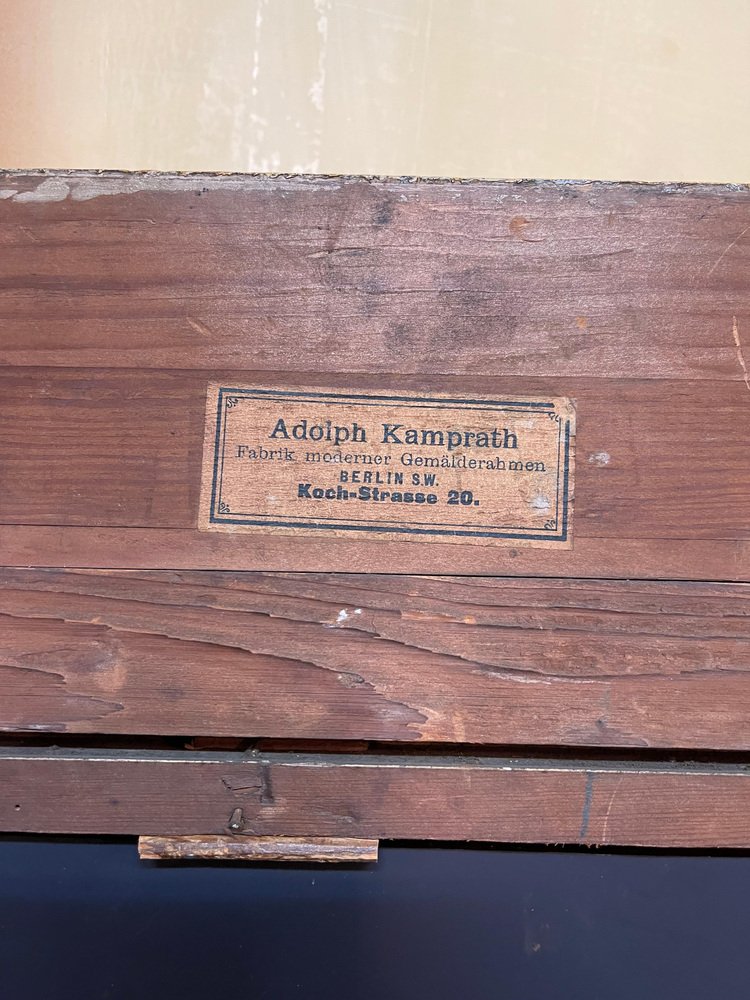 Adolph Kamprath
Fabrik moderner Gemälderahmen
BERLIN S.W.
Koch-Strasse 20.